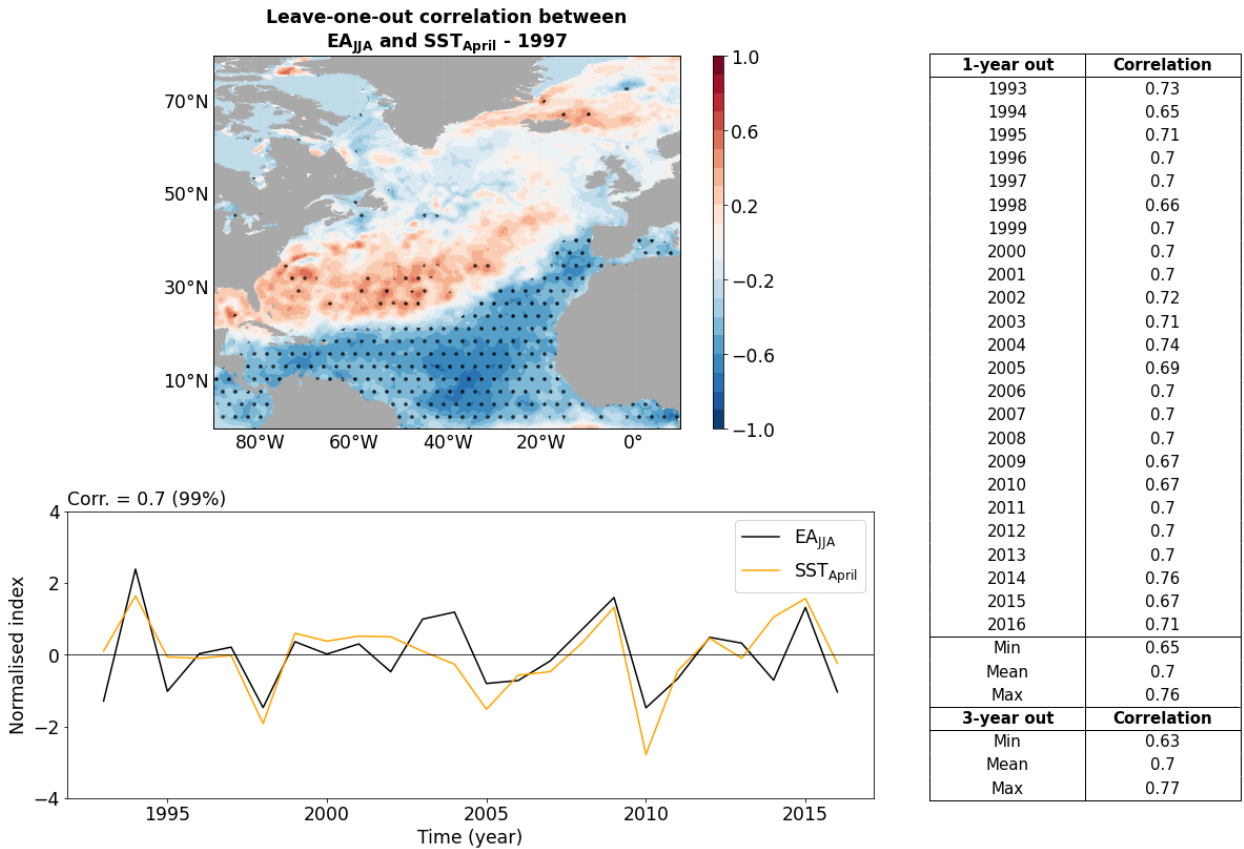 Leave-one-out correlation between
EA_JJA and SST_April - 1997
70°N
50°N
30°N
10°N
80°W 60°W 40°W 20°W 0°
1.0
0.6
0.2
−0.2
−0.6
−1.0
Corr. = 0.7 (99%)
Normalised index
4
2
0
−2
−4
EA_JJA
SST_April
1995 2000 2005 2010 2015
Time (year)
1-year out Correlation
1993 0.73
1994 0.65
1995 0.71
1996 0.7
1997 0.7
1998 0.66
1999 0.7
2000 0.7
2001 0.7
2002 0.72
2003 0.71
2004 0.74
2005 0.69
2006 0.7
2007 0.7
2008 0.7
2009 0.67
2010 0.67
2011 0.7
2012 0.7
2013 0.7
2014 0.76
2015 0.67
2016 0.71
Min 0.65
Mean 0.7
Max 0.76
3-year out Correlation
Min 0.63
Mean 0.7
Max 0.77